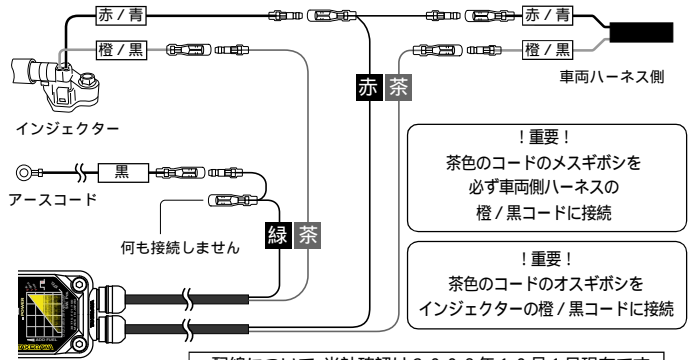 赤 / 青
赤 / 青
橙 / 黒
橙 / 黒
車両ハーネス側
インジェクター
赤 茶
！重要！
茶色のコードのメスギボシを
必ず車両側ハーネスの
橙 / 黒コードに接続
黒
アースコード
何も接続しません
緑 茶
！重要！
茶色のコードのオスギボシを
インジェクターの橙 / 黒コードに接続
POWER
ADD FUEL
TAKEGAWA